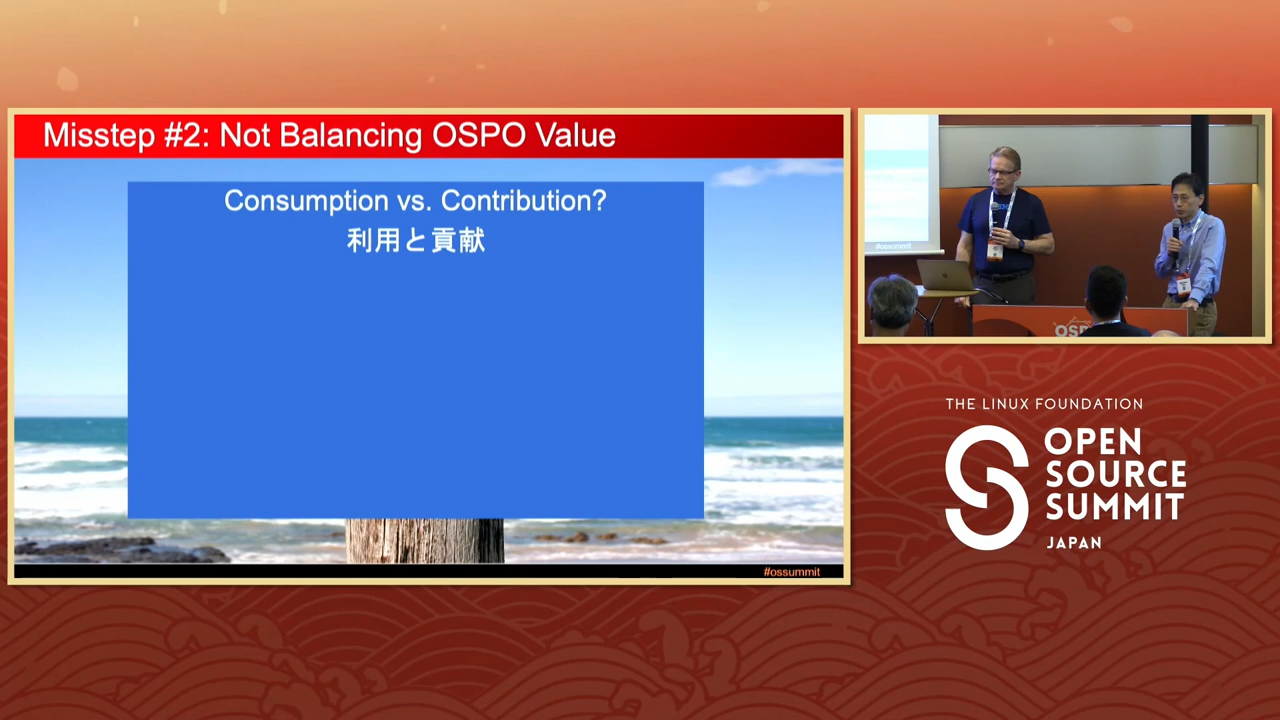 Misstep #2: Not Balancing OSPO Value
Consumption vs. Contribution?
利用と貢献
#ossummit
#ossummit
THE LINUX FOUNDATION
OPEN
SOURCE
SUMMIT
JAPAN